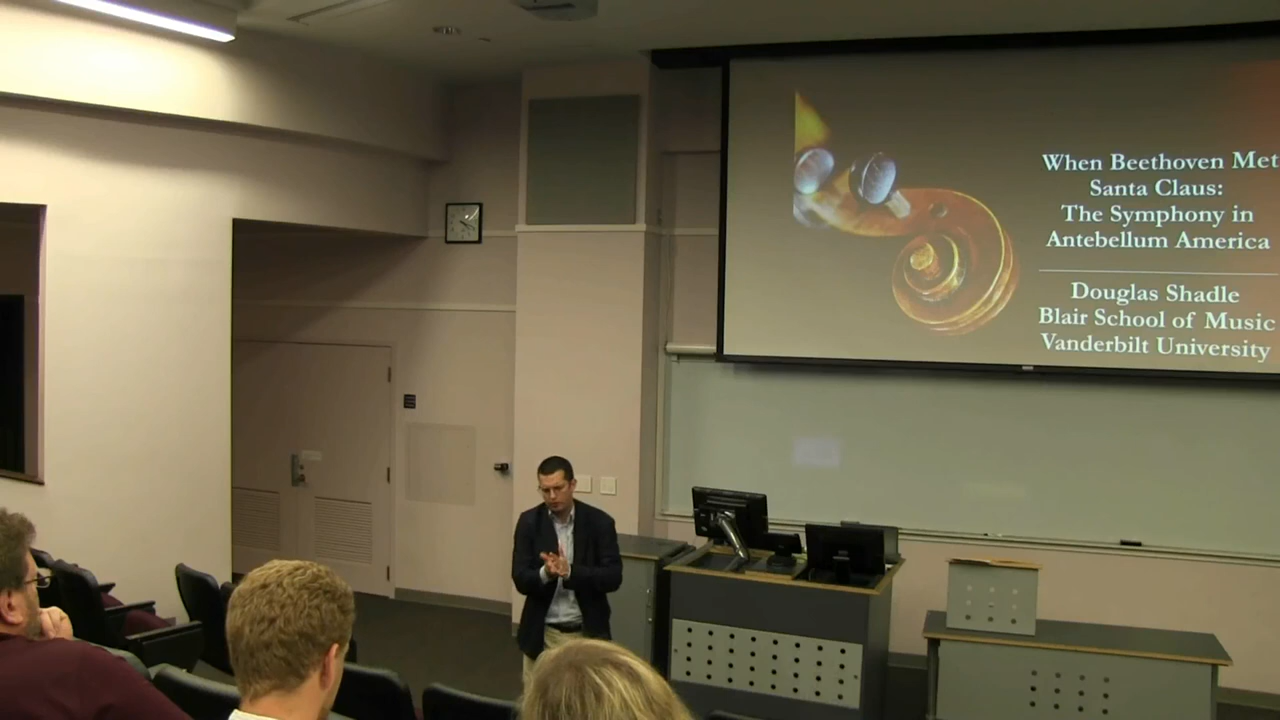 When Beethoven Met
Santa Claus:
The Symphony in
Antebellum America
Douglas Shadle
Blair School of Music
Vanderbilt University